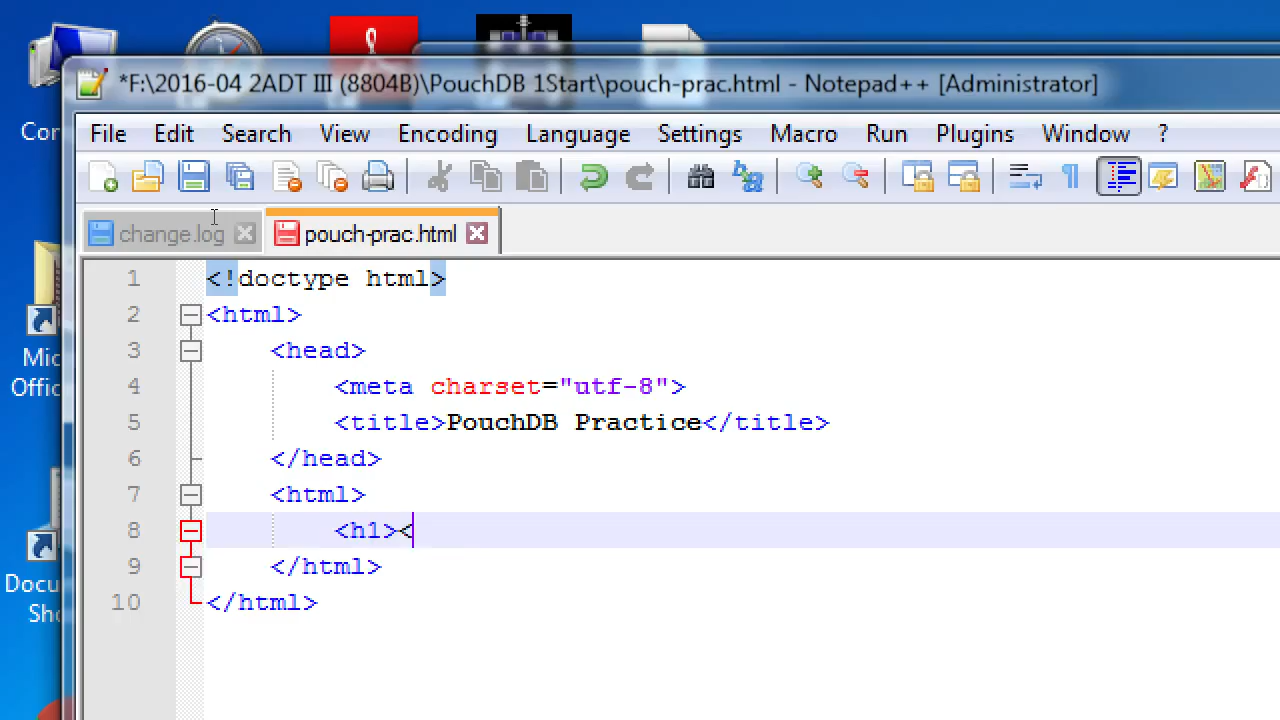 *F:\2016-04 2ADT III (8804B)\PouchDB 1Start\pouch-prac.html - Notepad++ [Administrator]
File Edit Search View Encoding Language Settings Macro Run Plugins Window ?
change.log pouch-prac.html
1 <!doctype html>
2 <html>
3 <head>
4 <meta charset="utf-8">
5 <title>PouchDB Practice</title>
6 </head>
7 <html>
8 <h1><
9 </html>
10 </html>